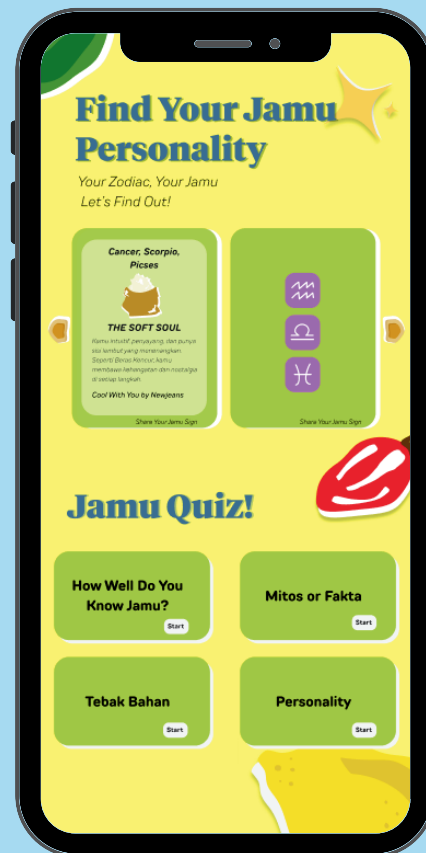 Find Your Jamu
Personality
Your Zodiac, Your Jamu
Let's Find Out!
Cancer, Scorpio,
Picses
THE SOFT SOUL
Kamu intuitif, penyayang, dan punya
sisi lembut yang menenangkan.
Seperti Beras Kencur, kamu
membawa kehangatan dan nostalgia
di setiap langkah.
Cool With You by Newjeans
Share Your Jamu Sign
Share Your Jamu Sign
Jamu Quiz!
How Well Do You
Know Jamu?
Start
Mitos or Fakta
Start
Tebak Bahan
Start
Personality
Start